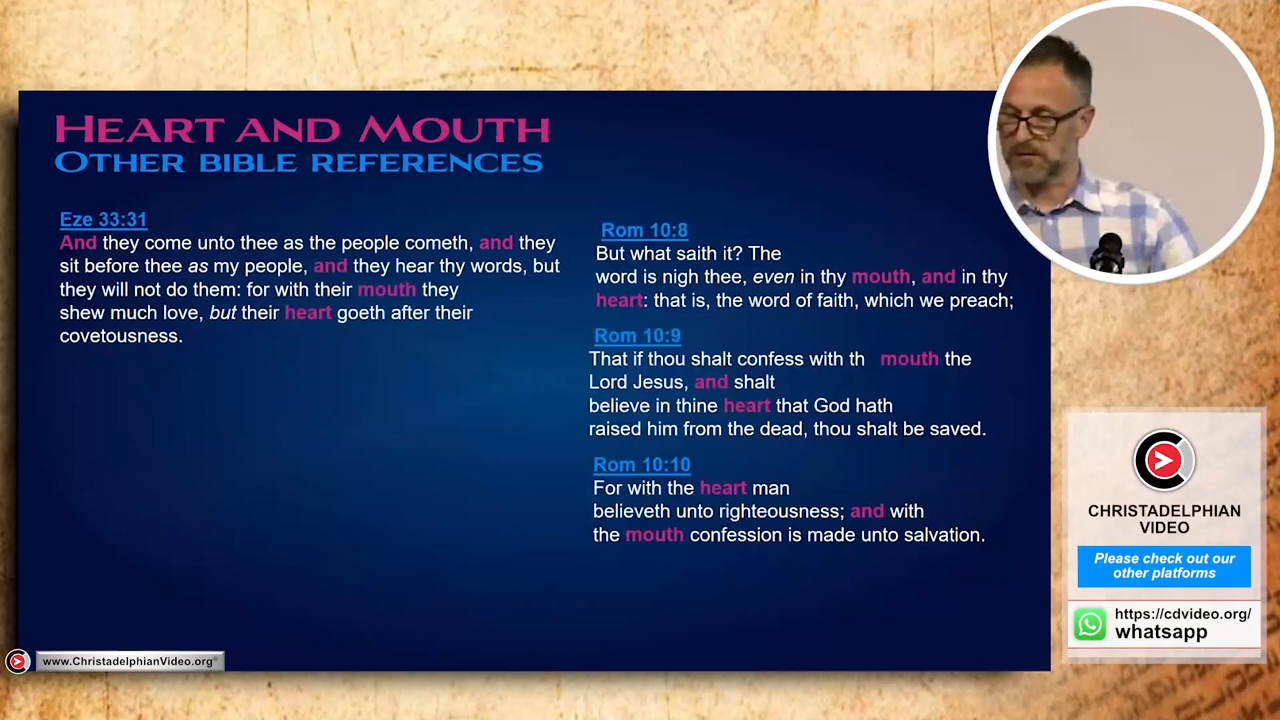 HEART AND MOUTH
OTHER BIBLE REFERENCES
Eze 33:31
And they come unto thee as the people cometh, and they
sit before thee as my people, and they hear thy words, but
they will not do them: for with their mouth they
shew much love, but their heart goeth after their
covetousness.
Rom 10:8
But what saith it? The
word is nigh thee, even in thy mouth, and in thy
heart: that is, the word of faith, which we preach;
Rom 10:9
That if thou shalt confess with th mouth the
Lord Jesus, and shalt
believe in thine heart that God hath
raised him from the dead, thou shalt be saved.
Rom 10:10
For with the heart man
believeth unto righteousness; and with
the mouth confession is made unto salvation.
CHRISTADELPHIAN
VIDEO
Please check out our
other platforms
https://cdvideo.org/
whatsapp
www.ChristadelphianVideo.org®